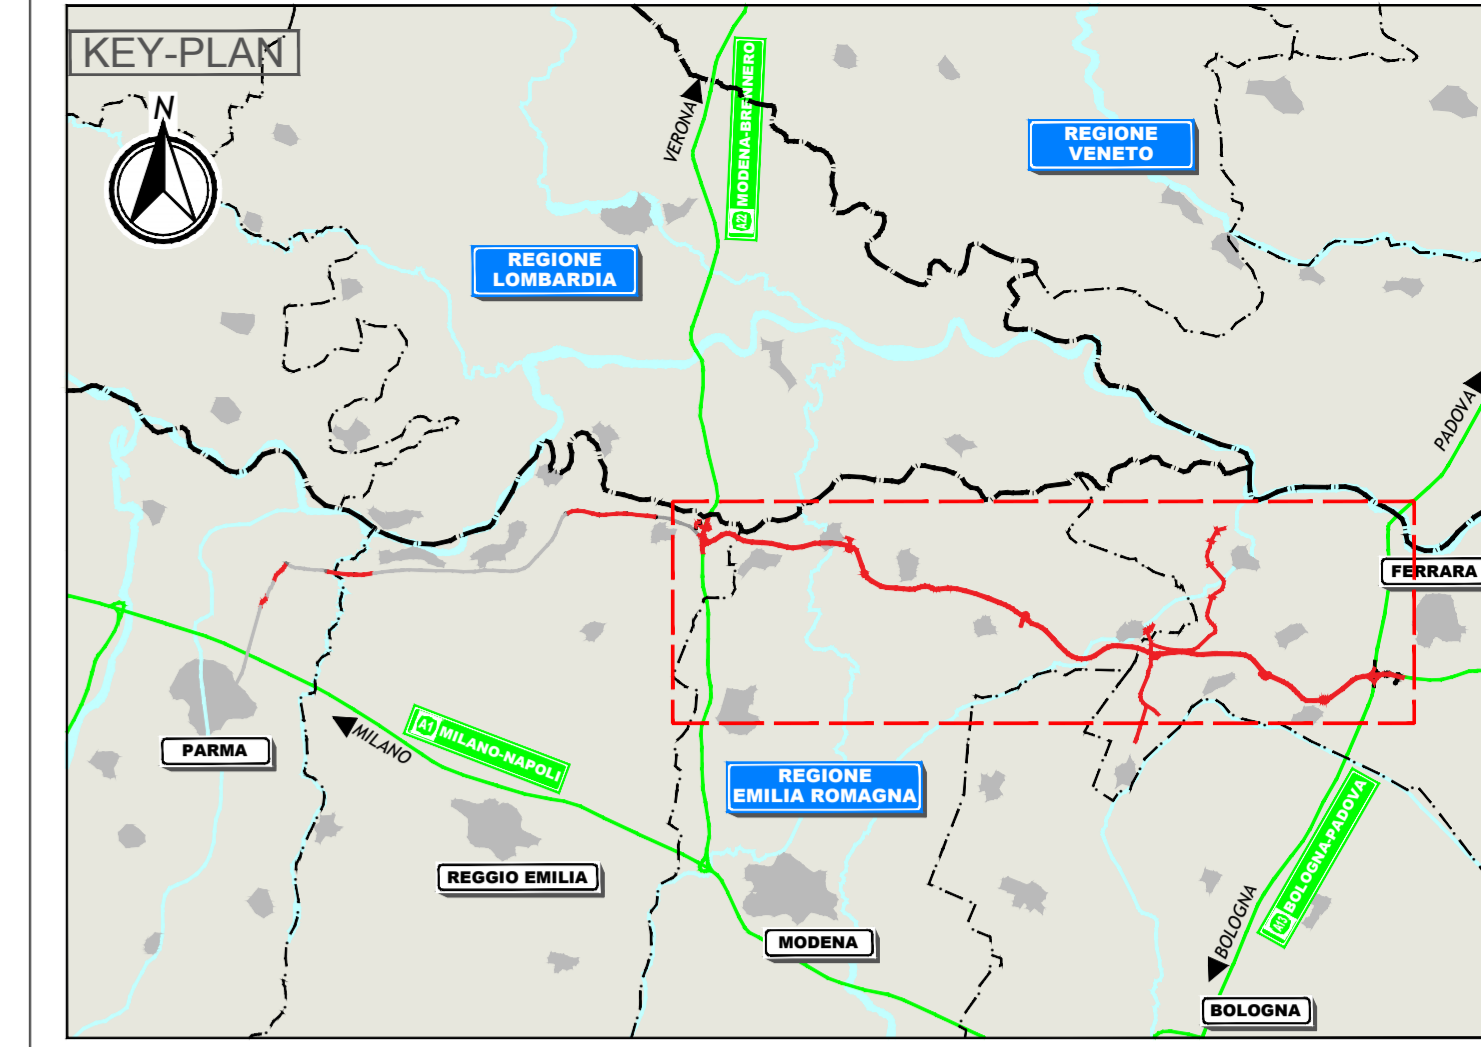 KEY-PLAN
N
VERONA
A22 MODENA-BRENNERO
REGIONE
VENETO
REGIONE
LOMBARDIA
PADOVA
FERRARA
PARMA
MILANO
A1 MILANO-NAPOLI
REGIONE
EMILIA ROMAGNA
REGGIO EMILIA
MODENA
A13 BOLOGNA-PADOVA
BOLOGNA
BOLOGNA